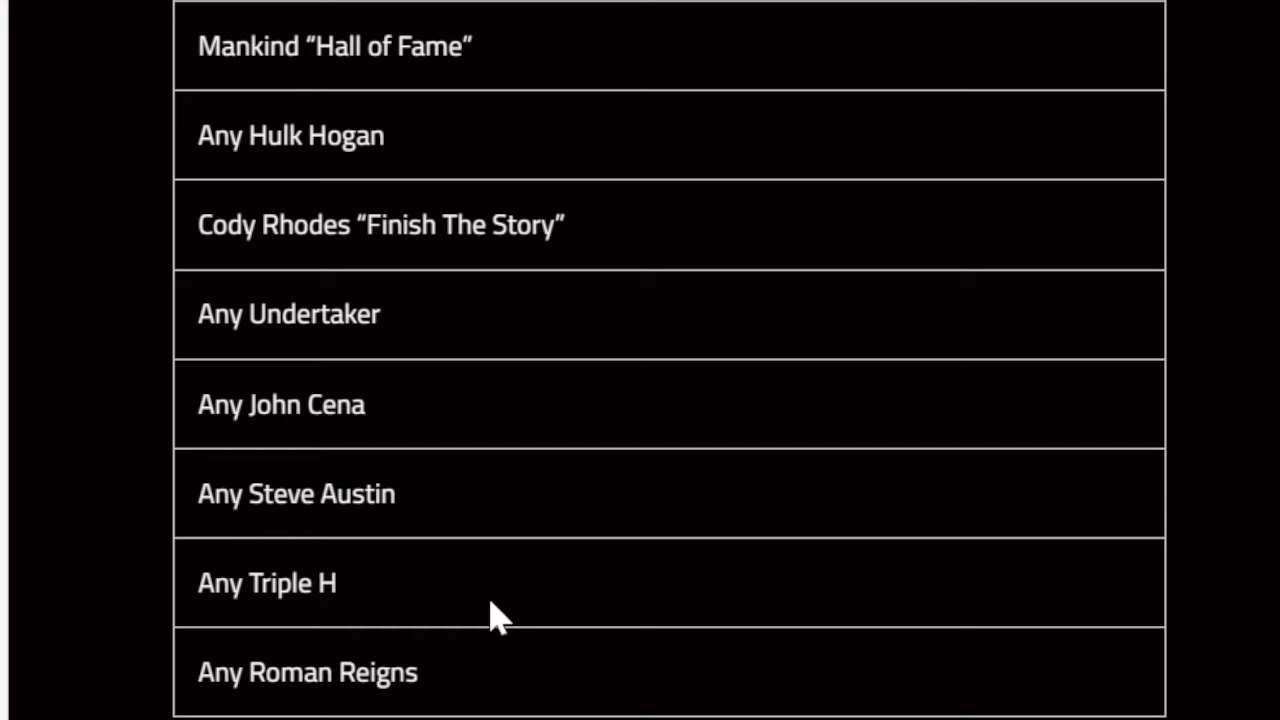 Mankind “Hall of Fame”
Any Hulk Hogan
Cody Rhodes “Finish The Story”
Any Undertaker
Any John Cena
Any Steve Austin
Any Triple H
Any Roman Reigns